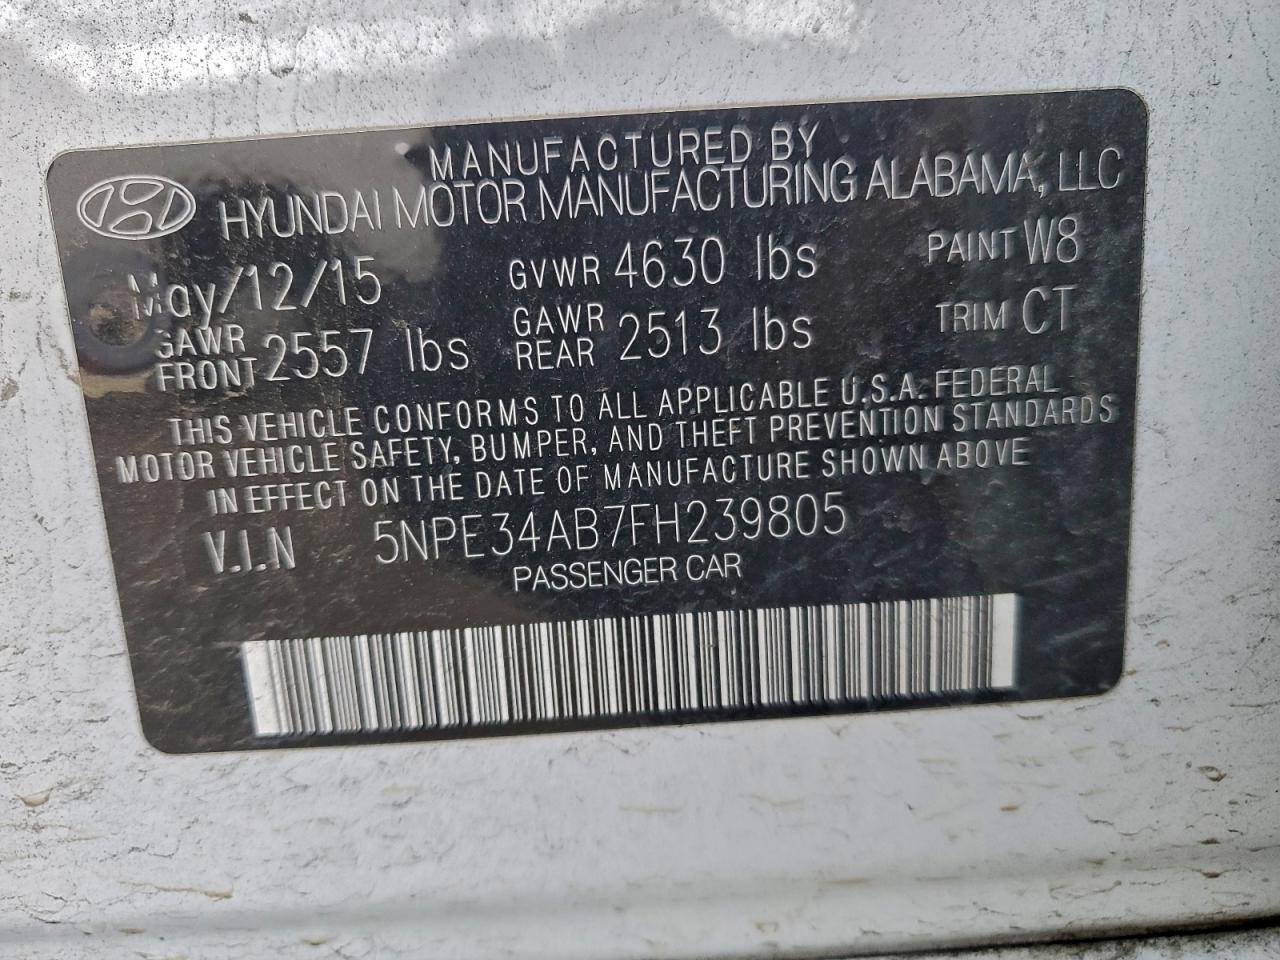 MANUFACTURED BY
HYUNDAI MOTOR MANUFACTURING ALABAMA, LLC
May/12/15 GVWR 4630 lbs PAINT W8
GAWR FRONT 2557 lbs GAWR REAR 2513 lbs TRIM CT
THIS VEHICLE CONFORMS TO ALL APPLICABLE U.S.A. FEDERAL
MOTOR VEHICLE SAFETY, BUMPER, AND THEFT PREVENTION STANDARDS
IN EFFECT ON THE DATE OF MANUFACTURE SHOWN ABOVE
V.I.N 5NPE34AB7FH239805
PASSENGER CAR